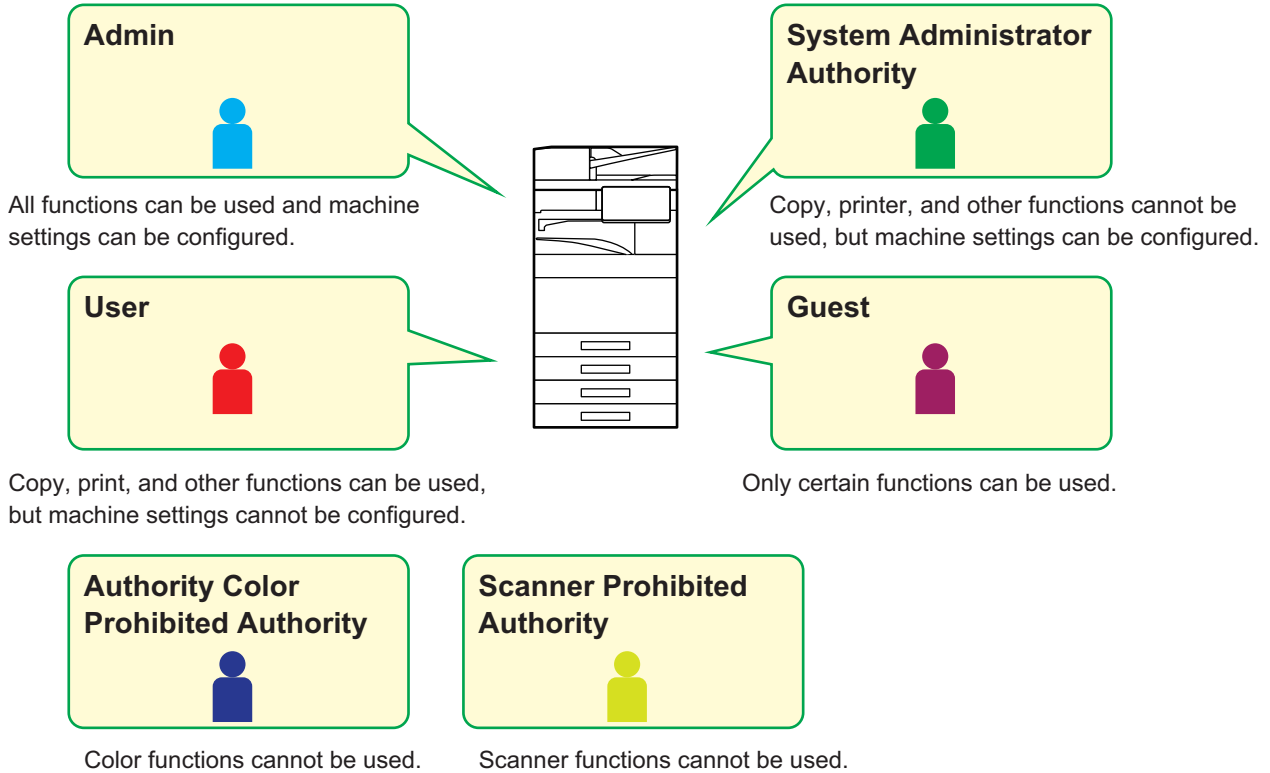 Admin
All functions can be used and machine
settings can be configured.
System Administrator
Authority
Copy, printer, and other functions cannot be
used, but machine settings can be configured.
User
Copy, print, and other functions can be used,
but machine settings cannot be configured.
Guest
Only certain functions can be used.
Authority Color
Prohibited Authority
Color functions cannot be used.
Scanner Prohibited
Authority
Scanner functions cannot be used.